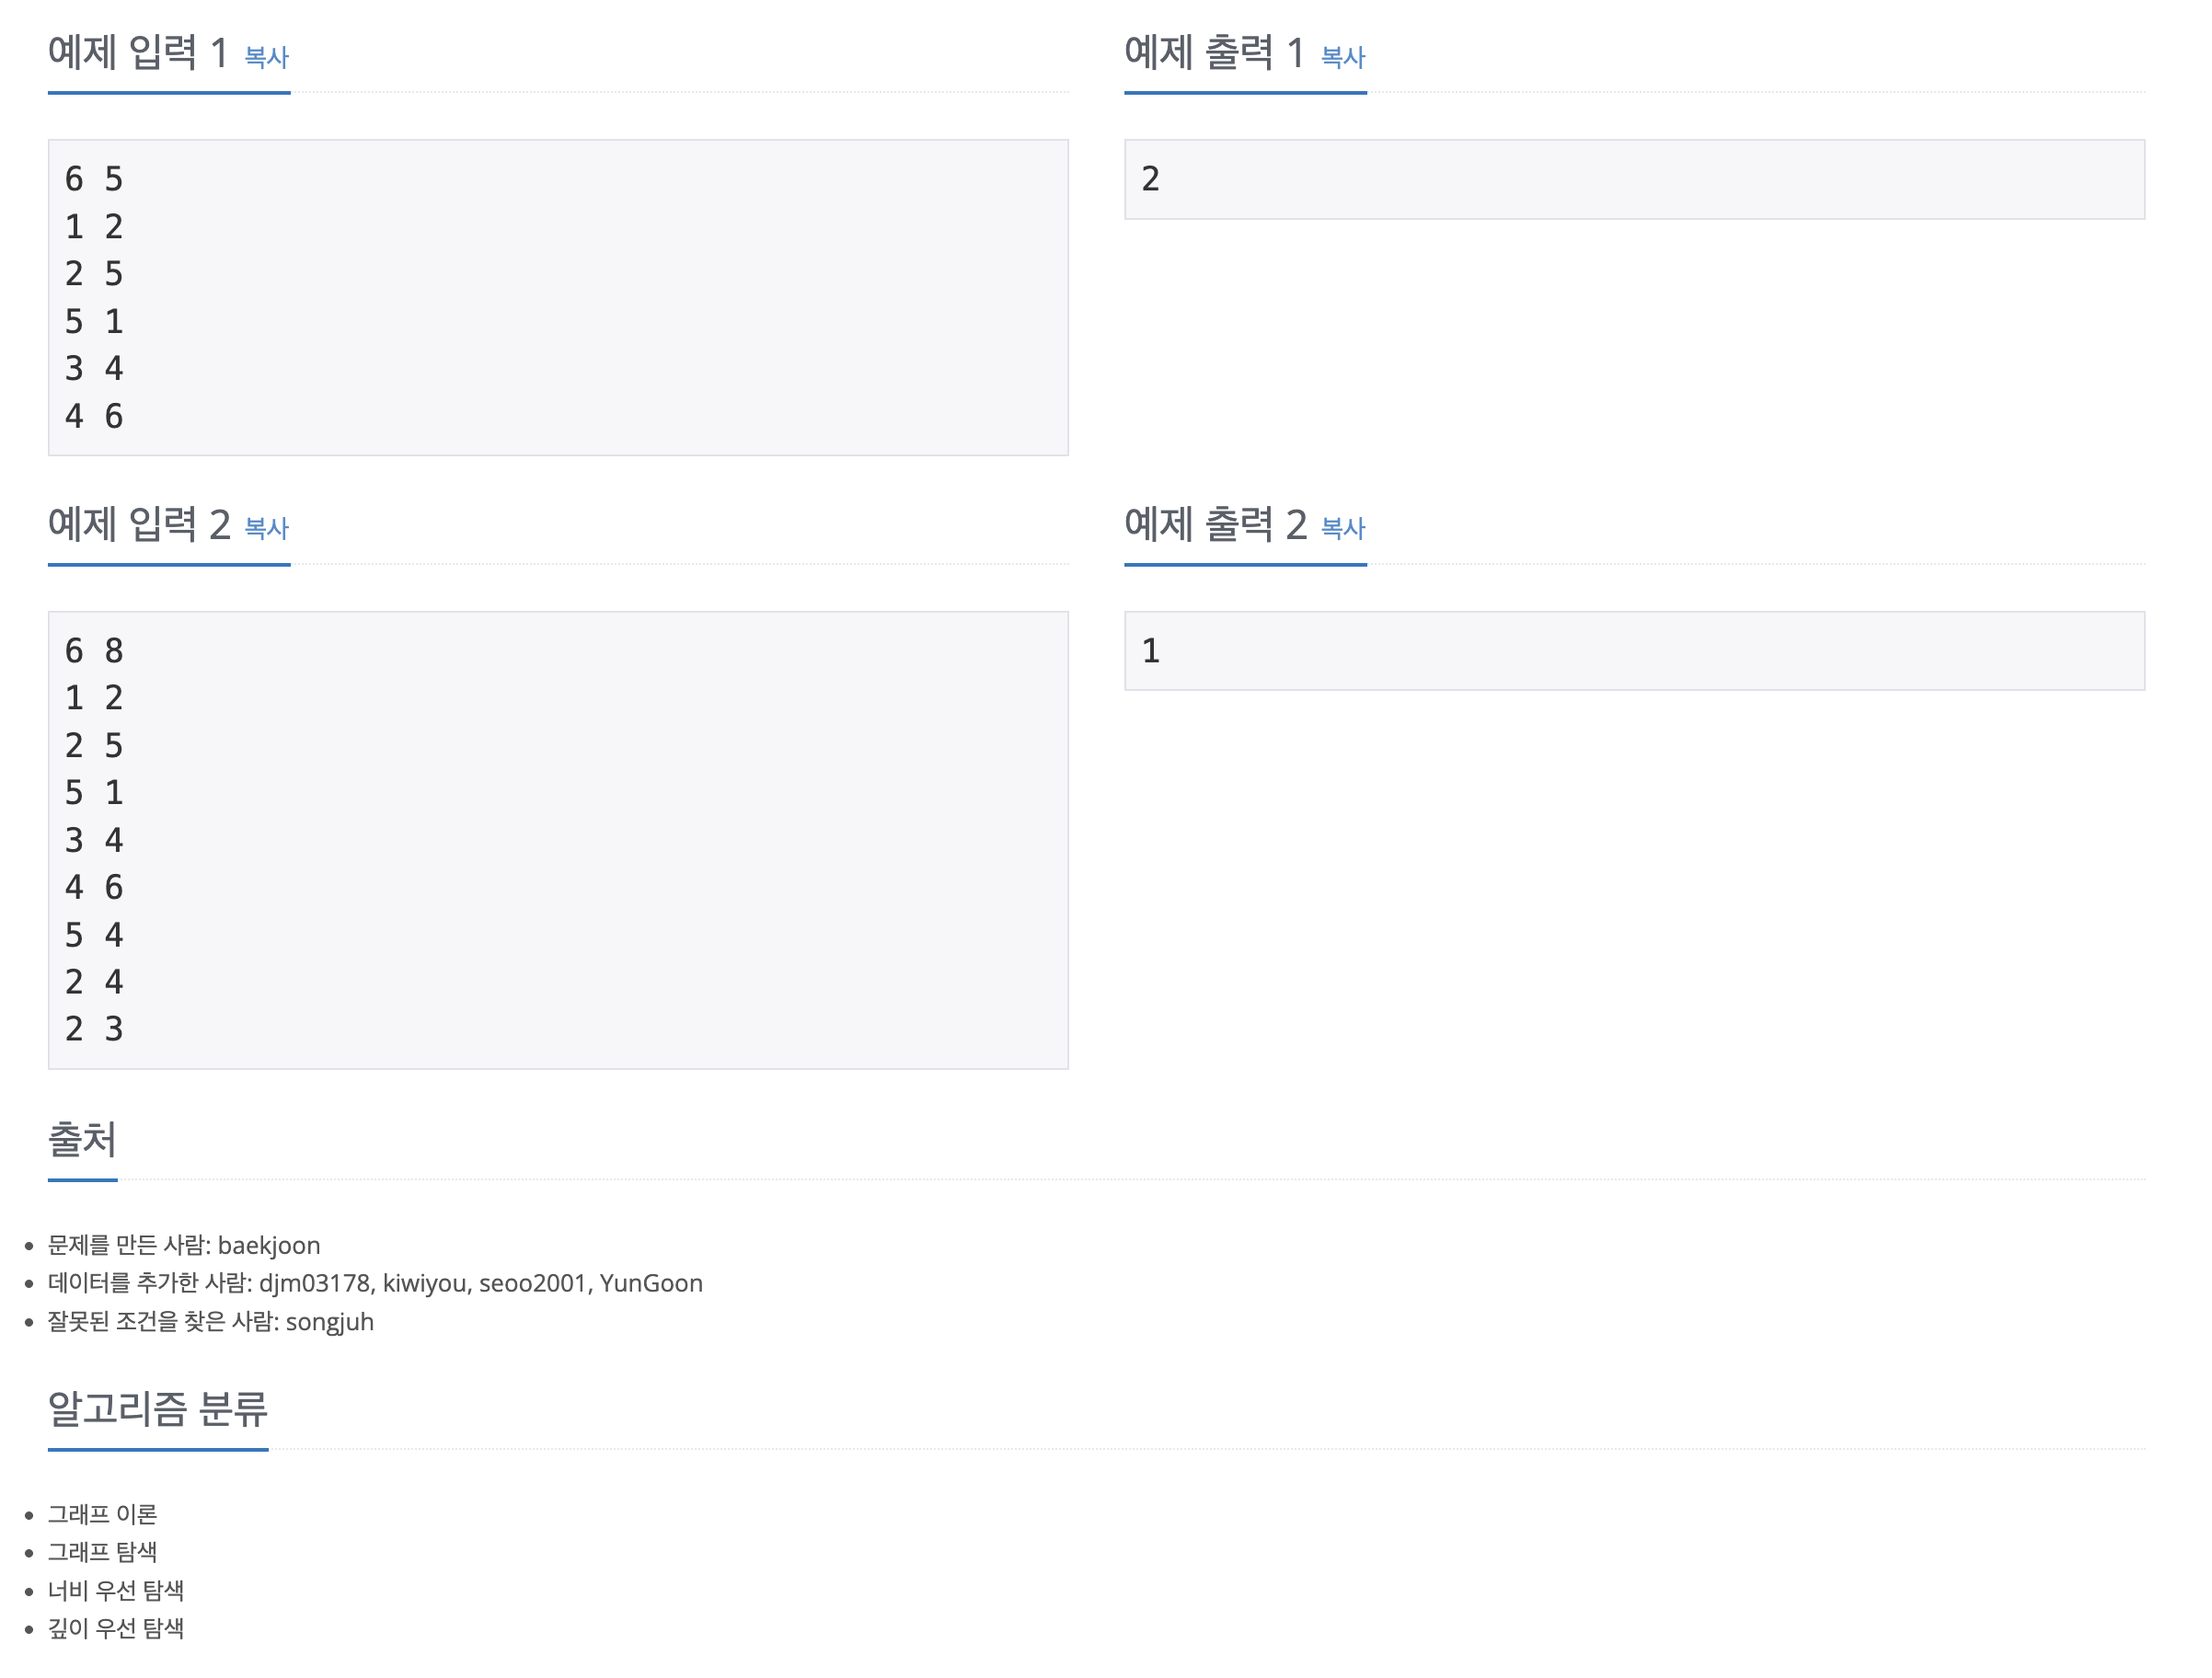 예제 입력 1 복사
6 5
1 2
2 5
5 1
3 4
4 6
예제 출력 1 복사
2
예제 입력 2 복사
6 8
1 2
2 5
5 1
3 4
4 6
5 4
2 4
2 3
예제 출력 2 복사
1
출처
문제를 만든 사람: baekjoon
데이터를 추가한 사람: djm03178, kiwiyou, seoo2001, YunGoon
잘못된 조건을 찾은 사람: songjuh
알고리즘 분류
그래프 이론
그래프 탐색
너비 우선 탐색
깊이 우선 탐색